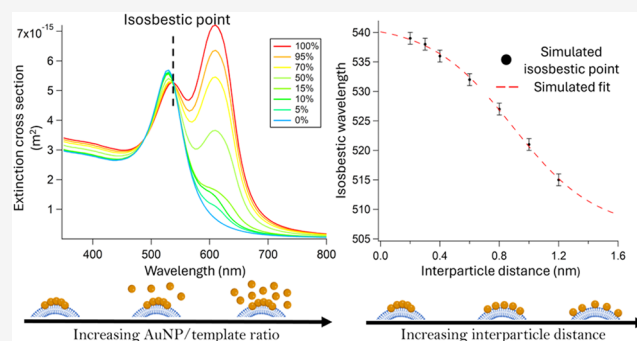 Isosbestic point
7x10⁻¹⁵
6
5
4
3
2
1
Extinction cross section
(m²)
100%
95%
70%
50%
15%
10%
5%
0%
400
500
600
700
800
Wavelength (nm)
Increasing AuNP/template ratio
540
535
530
525
520
515
510
505
Isosbestic wavelength
Simulated
isosbestic point
Simulated fit
0.0
0.4
0.8
1.2
1.6
Interparticle distance (nm)
Increasing interparticle distance